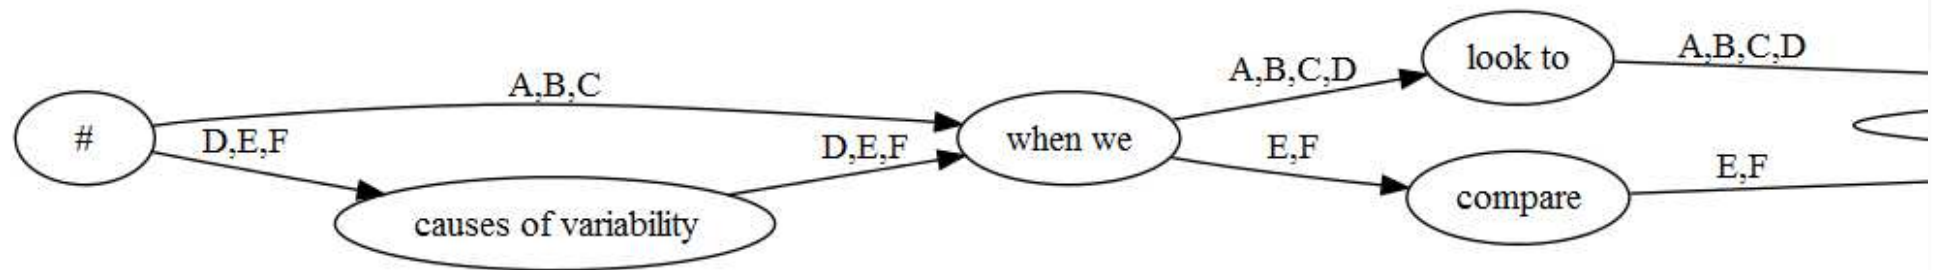 #
A,B,C
D,E,F
causes of variability
D,E,F
when we
A,B,C,D
E,F
look to
compare
A,B,C,D
E,F